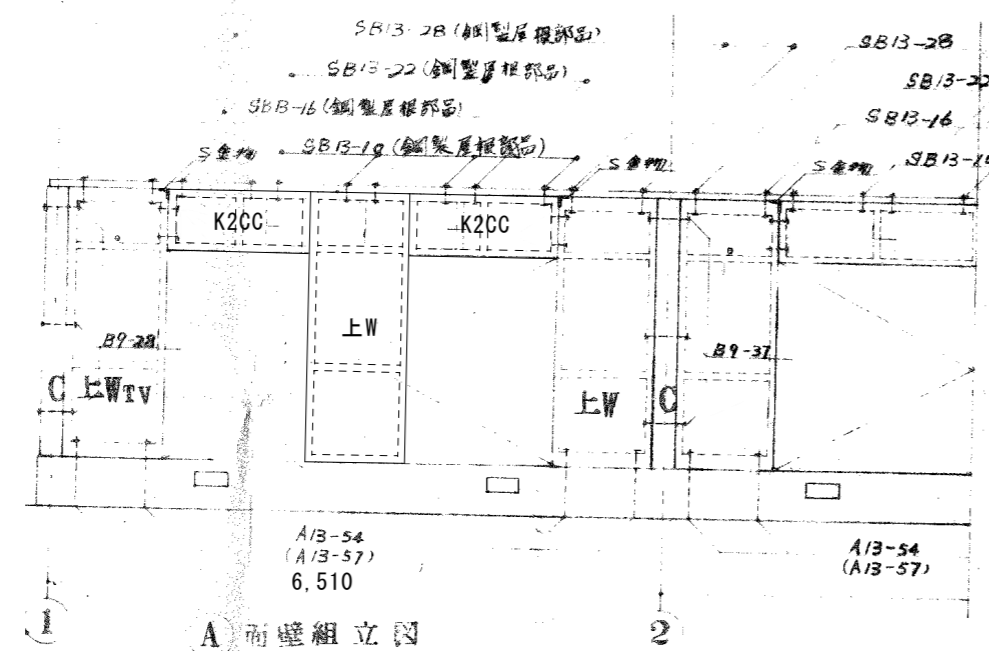 SB13-28 (鋼製屋根部品)
SB13-28
SB13-22 (鋼製屋根部品)
SB13-22
SB13-16 (鋼製屋根部品)
SB13-16
S金物
SB13-19 (鋼製屋根部品)
S金物
S金物
K2CC
K2CC
上W
B9-28
B9-37
C
上WTV
上W
C
A13-54
(A13-57)
6,510
A13-54
(A13-57)
1
A 面壁組立図
2